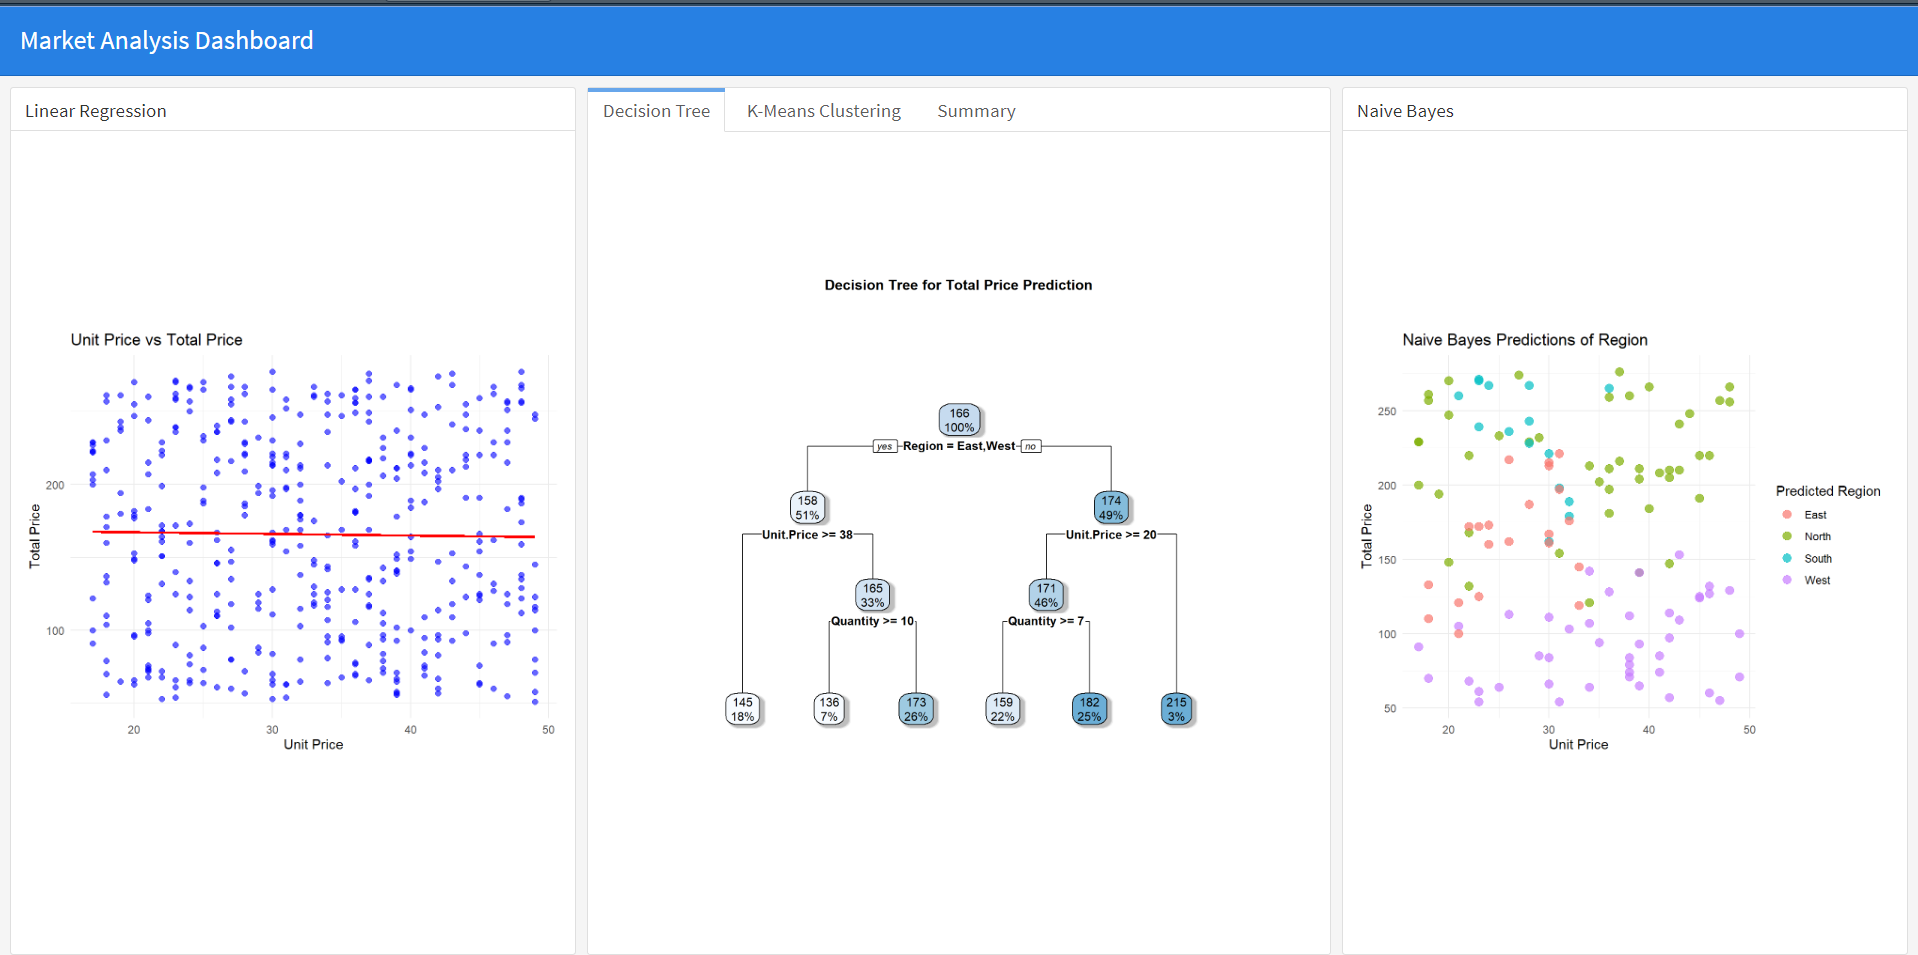 Market Analysis Dashboard
Linear Regression
Unit Price vs Total Price
Total Price
200
100
20 30 40 50
Unit Price
Decision Tree K-Means Clustering Summary
Decision Tree for Total Price Prediction
166
100%
yes Region = East,West no
158
51%
174
49%
Unit.Price >= 38
Unit.Price >= 20
165
33%
171
46%
Quantity >= 10
Quantity >= 7
145
18%
136
7%
173
26%
159
22%
182
25%
215
3%
Naive Bayes
Naive Bayes Predictions of Region
Total Price
250
200
150
100
50
20 30 40 50
Unit Price
Predicted Region
East
North
South
West